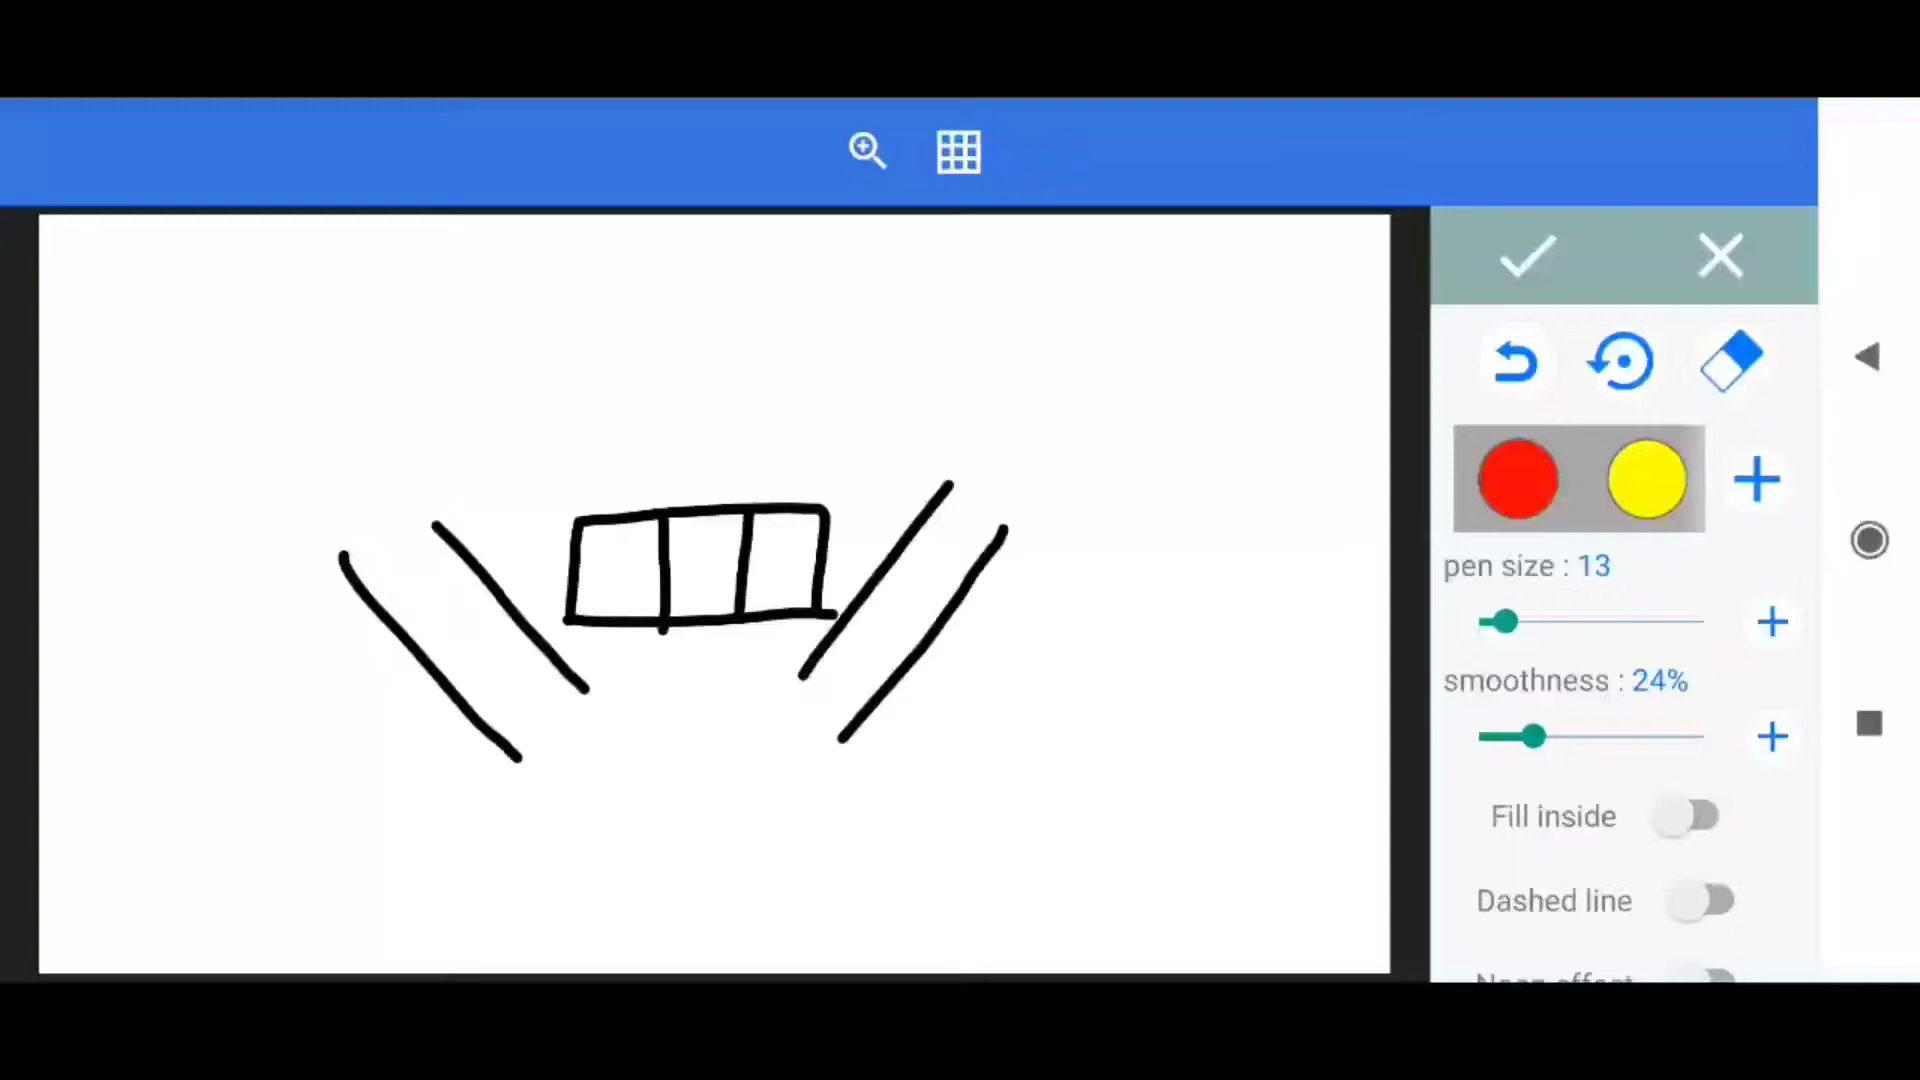 pen size : 13
smoothness : 24%
Fill inside
Dashed line